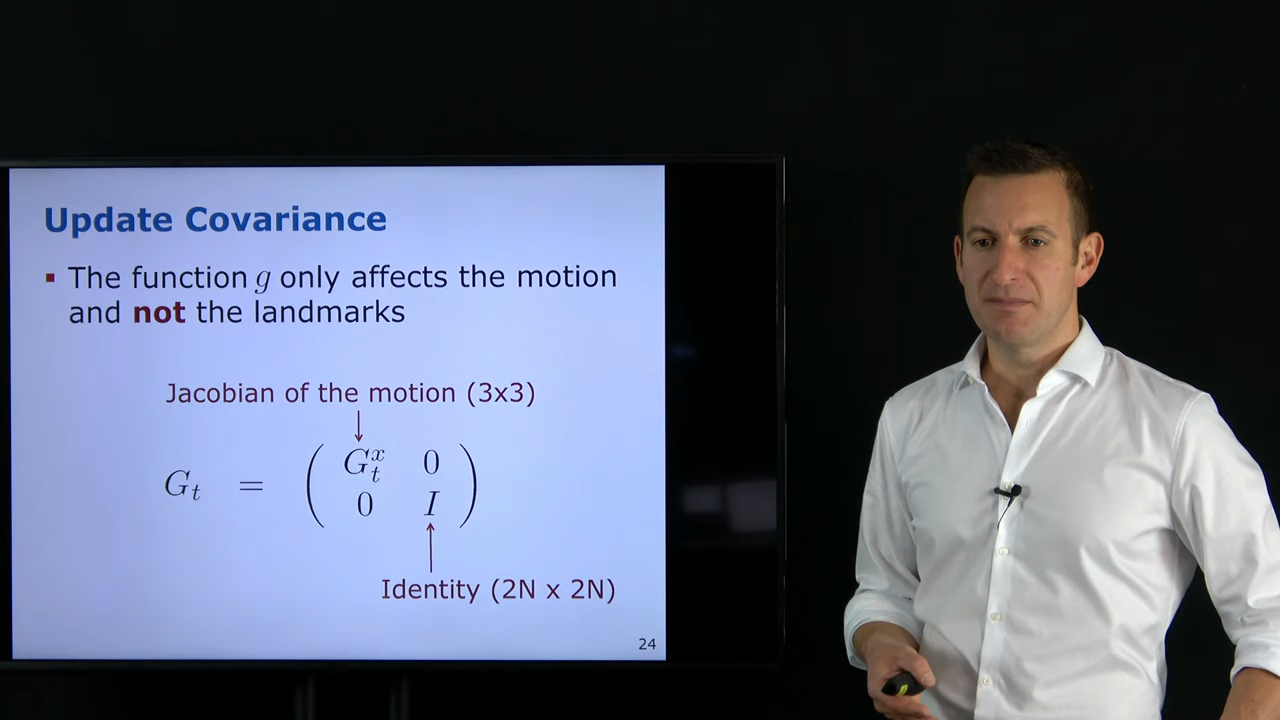 Update Covariance
▪ The function g only affects the motion
and not the landmarks
Jacobian of the motion (3x3)
G_t = ( G_t^x 0
0 I )
Identity (2N x 2N)
24